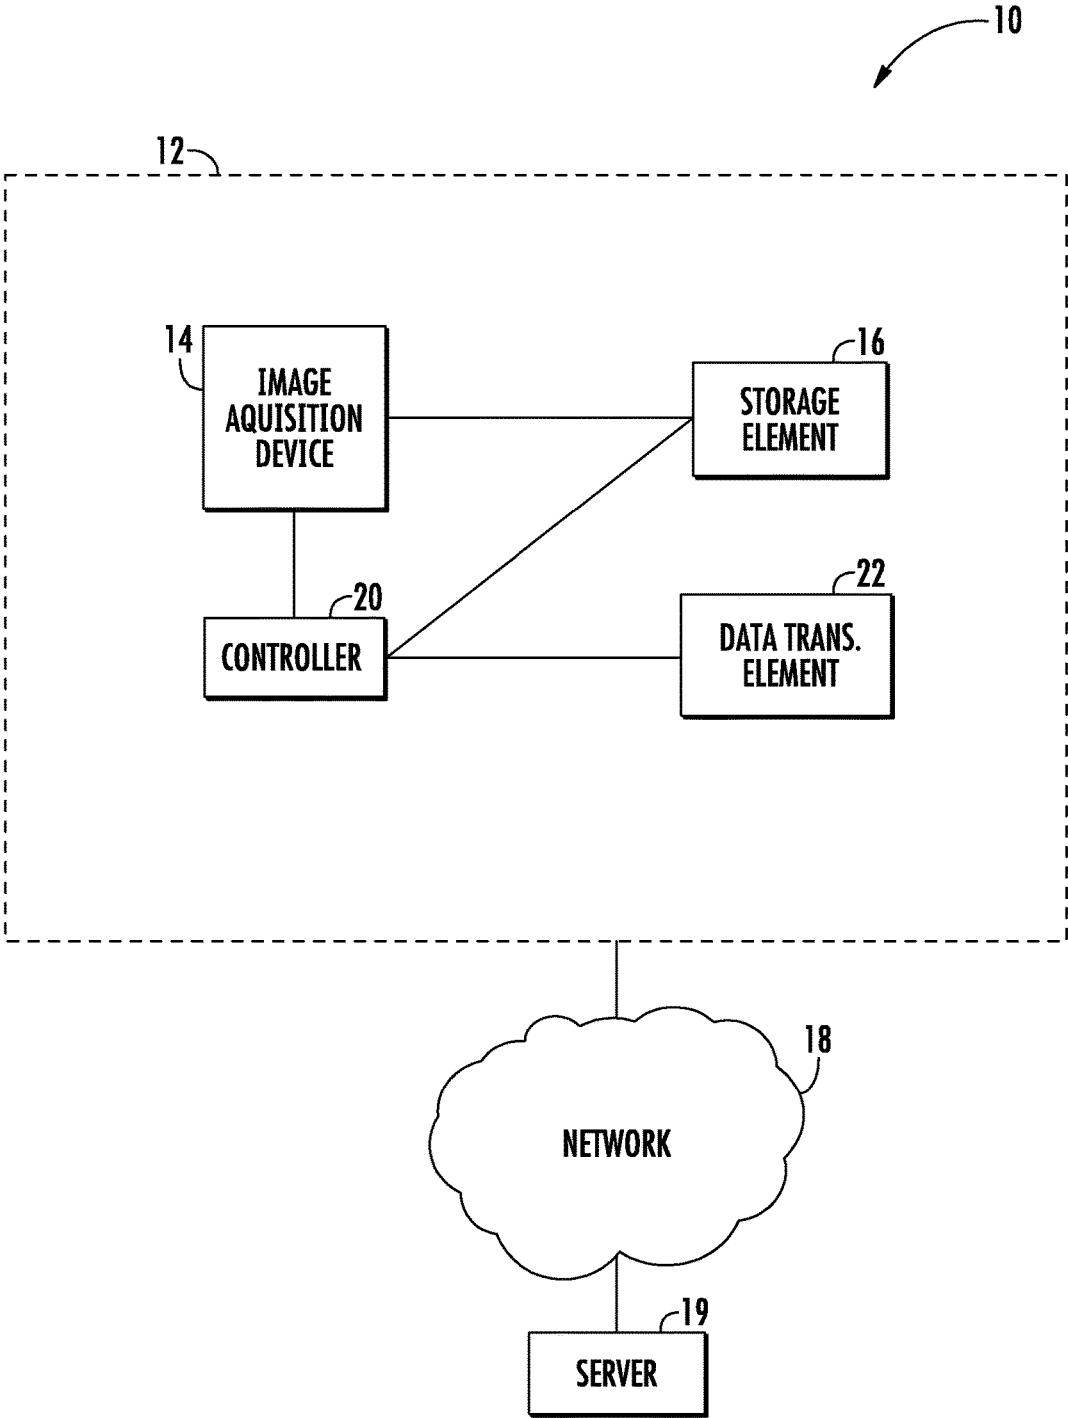 10
12
14
IMAGE
AQUISITION
DEVICE
16
STORAGE
ELEMENT
20
CONTROLLER
22
DATA TRANS.
ELEMENT
18
NETWORK
19
SERVER